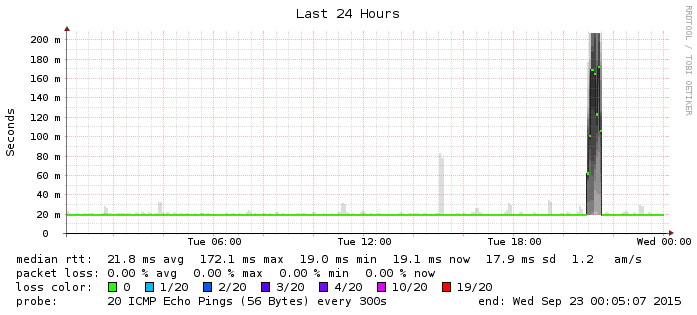 Last 24 Hours
RRDTOOL / TOBI OETIKER
Seconds
200 m
180 m
160 m
140 m
120 m
100 m
80 m
60 m
40 m
20 m
0
Tue 06:00 Tue 12:00 Tue 18:00 Wed 00:00
median rtt: 21.8 ms avg 172.1 ms max 19.0 ms min 19.1 ms now 17.9 ms sd 1.2 am/s
packet loss: 0.00 % avg 0.00 % max 0.00 % min 0.00 % now
loss color: 0 1/20 2/20 3/20 4/20 10/20 19/20
probe: 20 ICMP Echo Pings (56 Bytes) every 300s end: Wed Sep 23 00:05:07 2015